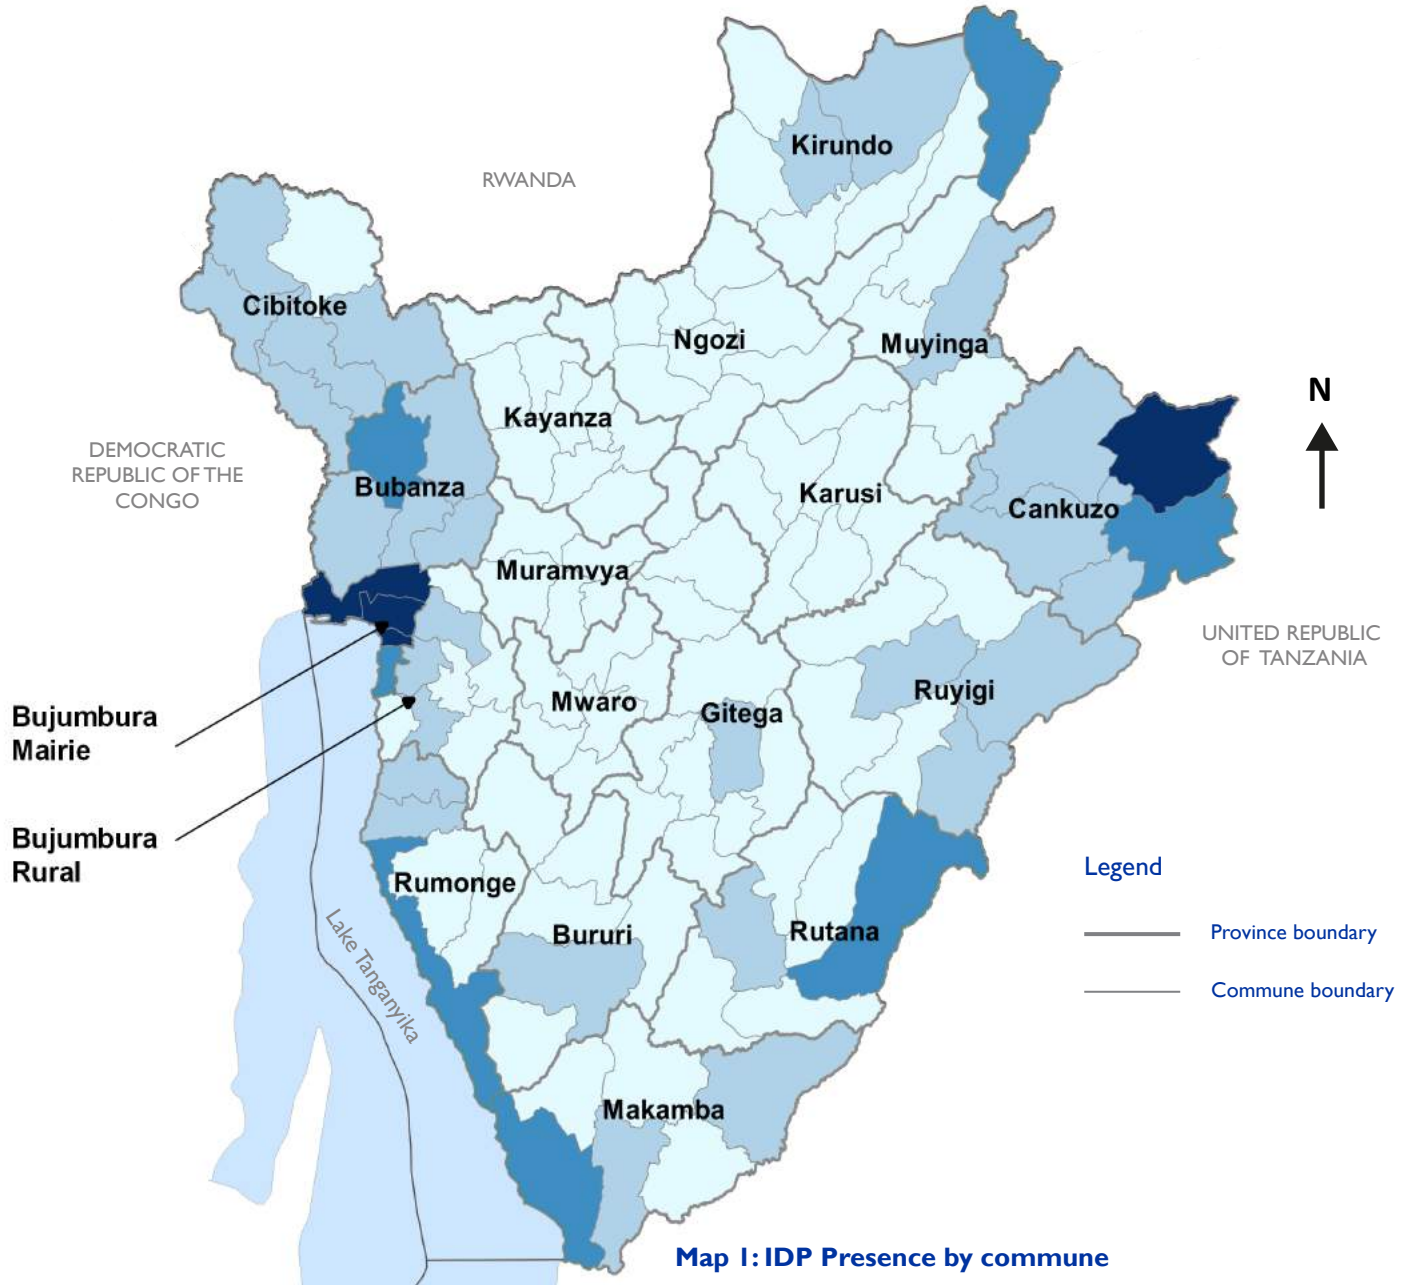 Kirundo
RWANDA
Cibitoke
Ngozi
Muyinga
N
Kayanza
DEMOCRATIC
REPUBLIC OF THE
CONGO
Bubanza
Karusi
Cankuzo
Muramvya
UNITED REPUBLIC
OF TANZANIA
Ruyigi
Mwaro
Gitega
Bujumbura
Mairie
Bujumbura
Rural
Legend
Rumonge
Province boundary
Rutana
Bururi
Lake Tanganyika
Commune boundary
Makamba
Map 1: IDP Presence by commune